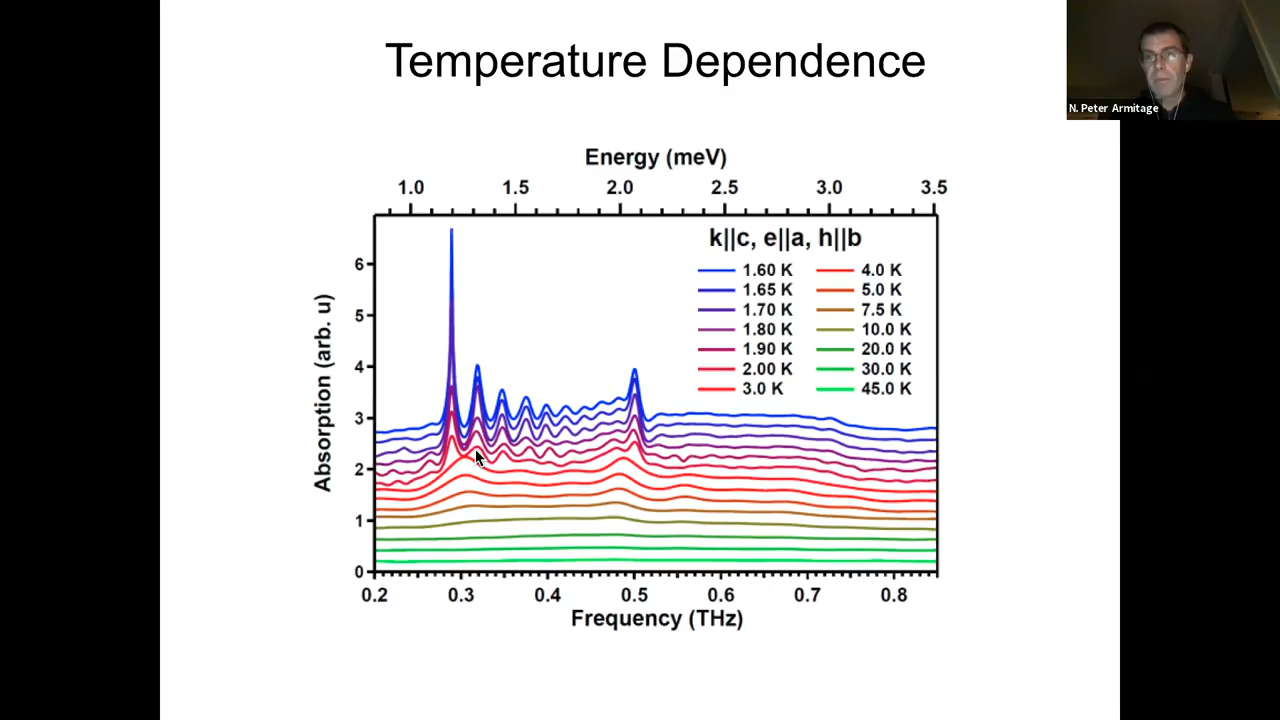 Temperature Dependence
N. Peter Armitage
Energy (meV)
1.0 1.5 2.0 2.5 3.0 3.5
k||c, e||a, h||b
1.60 K 4.0 K
1.65 K 5.0 K
1.70 K 7.5 K
1.80 K 10.0 K
1.90 K 20.0 K
2.00 K 30.0 K
3.0 K 45.0 K
Absorption (arb. u)
6
5
4
3
2
1
0
0.2 0.3 0.4 0.5 0.6 0.7 0.8
Frequency (THz)